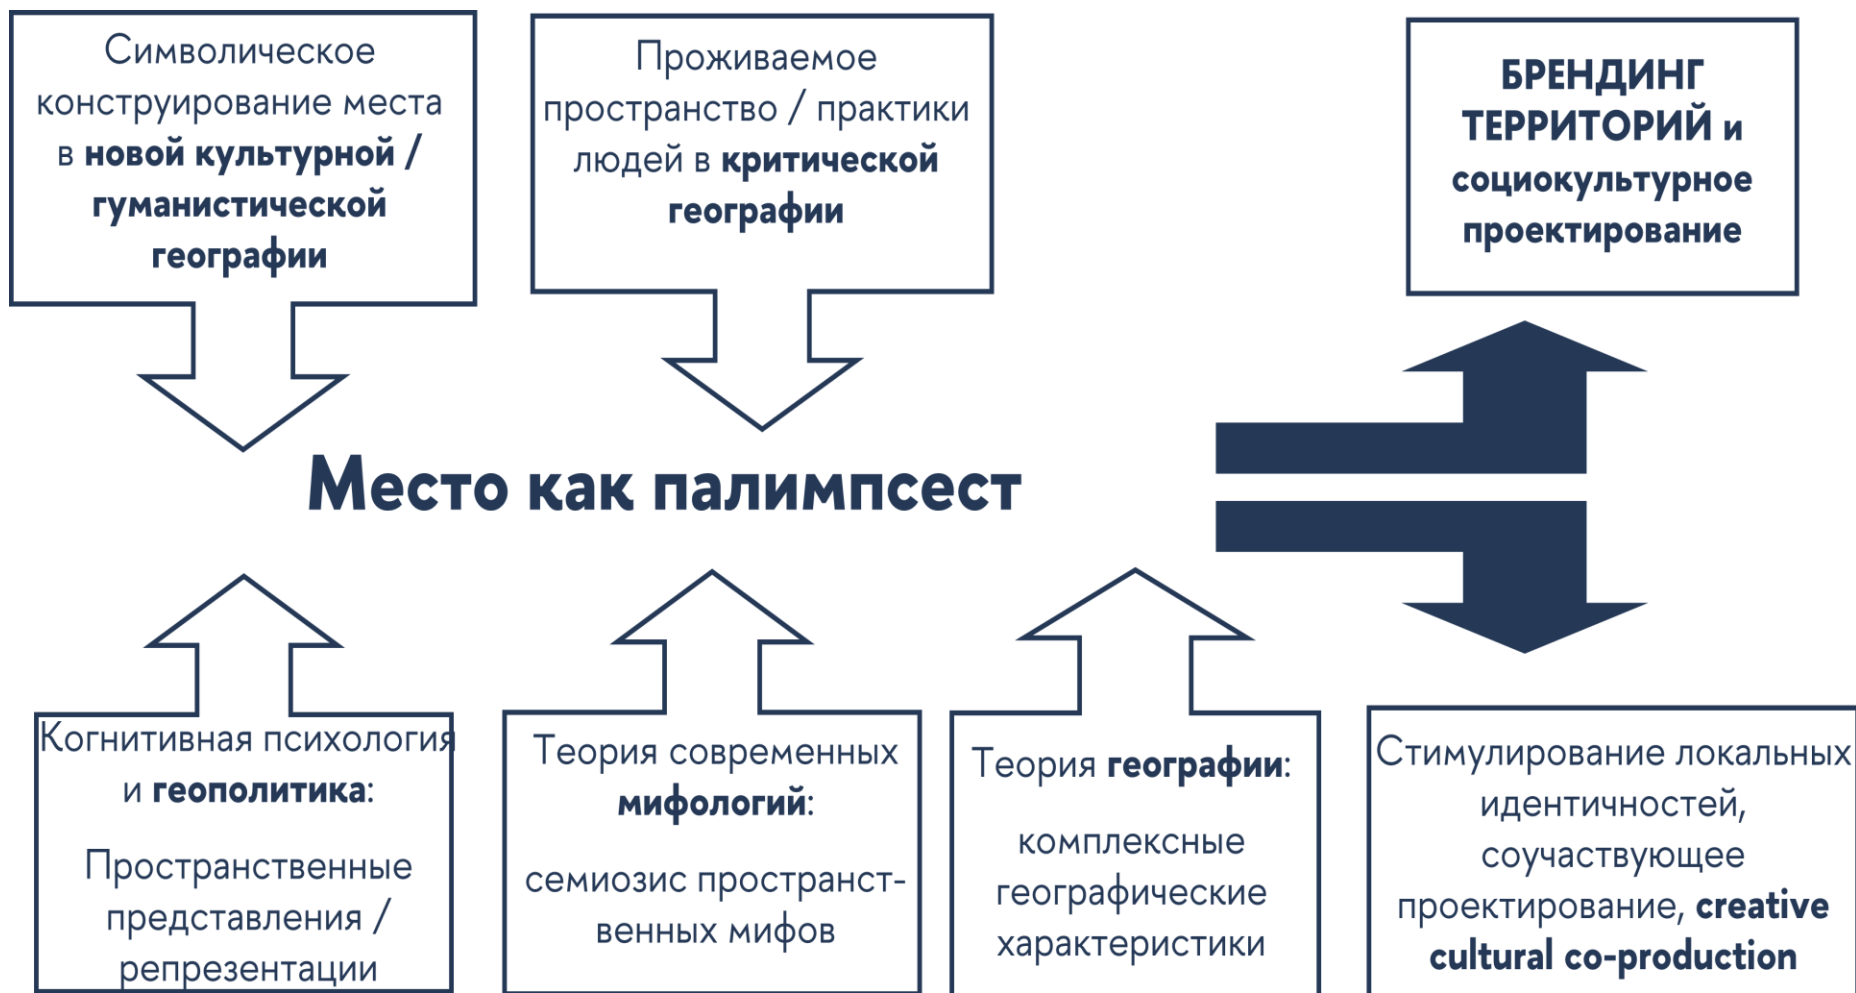 Символическое
конструирование места
в новой культурной /
гуманистической
географии
Проживаемое
пространство / практики
людей в критической
географии
БРЕНДИНГ
ТЕРРИТОРИЙ и
социокультурное
проектирование
Место как палимпсест
Когнитивная психология
и геополитика:
Пространственные
представления /
репрезентации
Теория современных
мифологий:
семиозис пространст-
венных мифов
Теория географии:
комплексные
географические
характеристики
Стимулирование локальных
идентичностей,
соучаствующее
проектирование, creative
cultural co-production